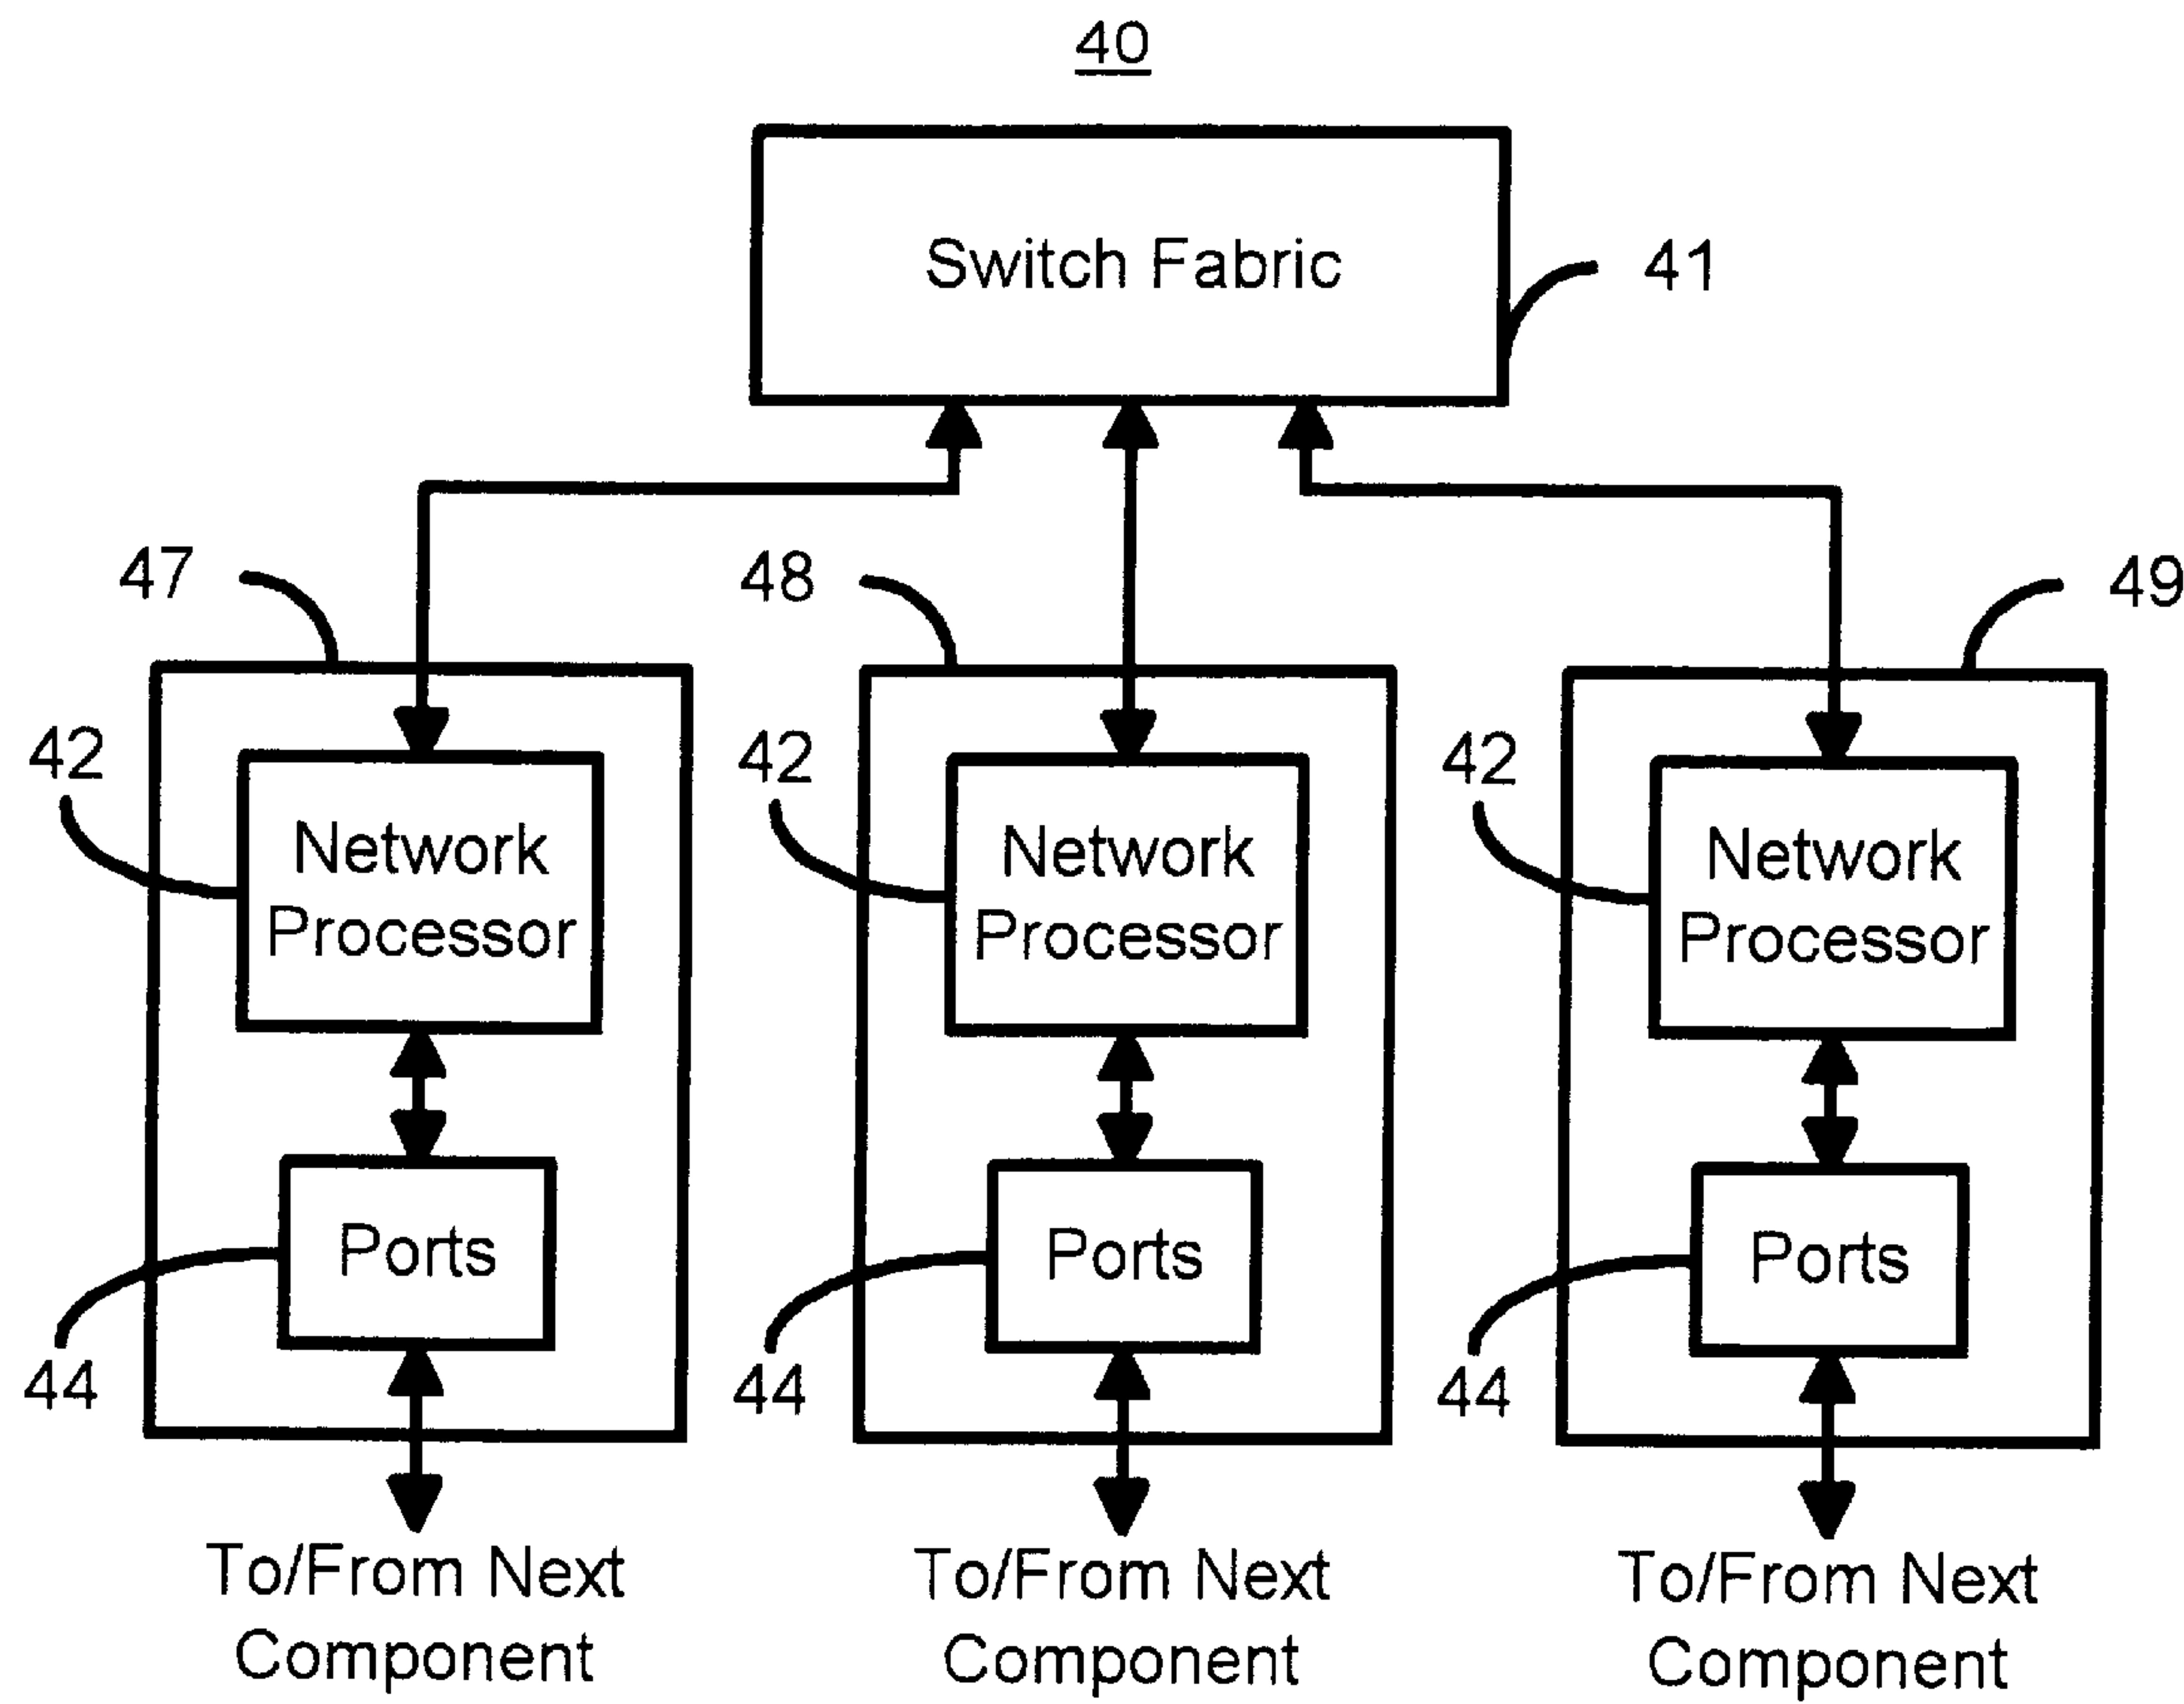 40
Switch Fabric
41
47
48
49
42
42
42
Network
Processor
Network
Processor
Network
Processor
Ports
Ports
Ports
44
44
44
To/From Next
Component
To/From Next
Component
To/From Next
Component